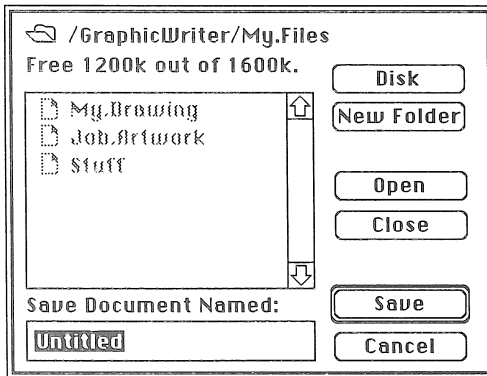 /GraphicWriter/My.Files
Free 1200k out of 1600k.
Disk
New Folder
My.Drawing
Job.Artwork
Stuff
Open
Close
Save Document Named:
Untitled
Save
Cancel